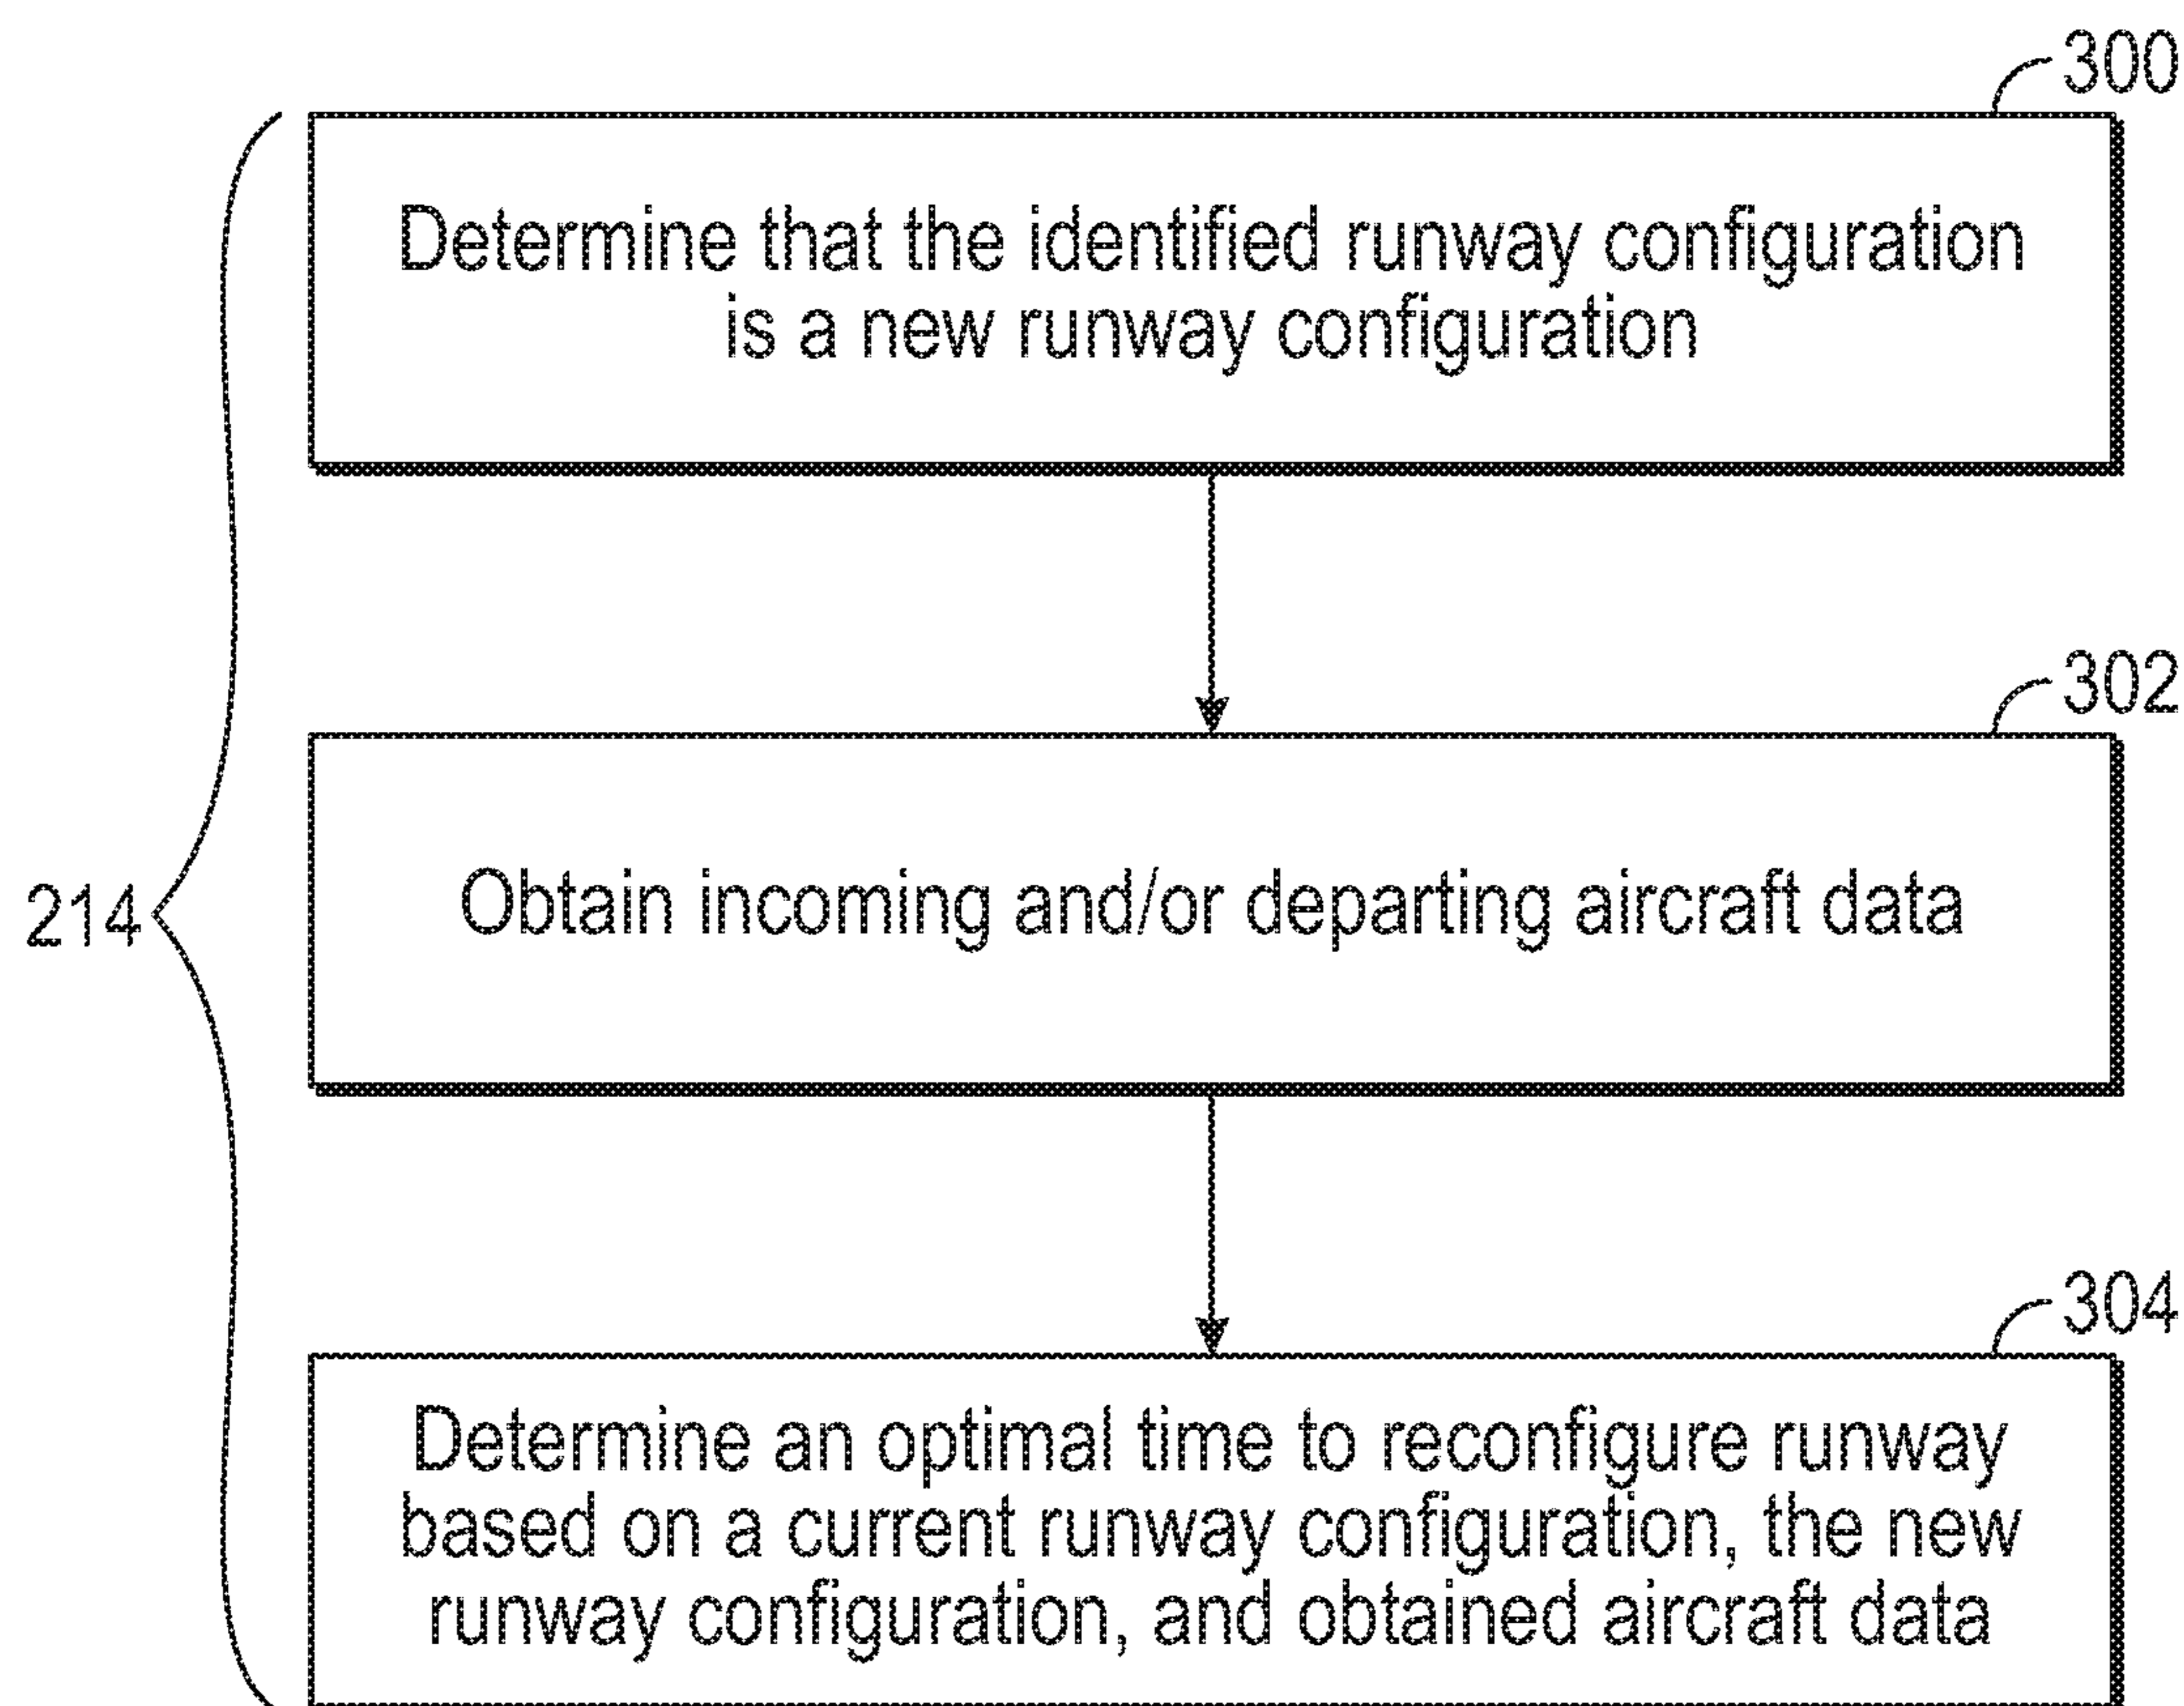 300
Determine that the identified runway configuration
is a new runway configuration
302
Obtain incoming and/or departing aircraft data
214
304
Determine an optimal time to reconfigure runway
based on a current runway configuration, the new
runway configuration, and obtained aircraft data